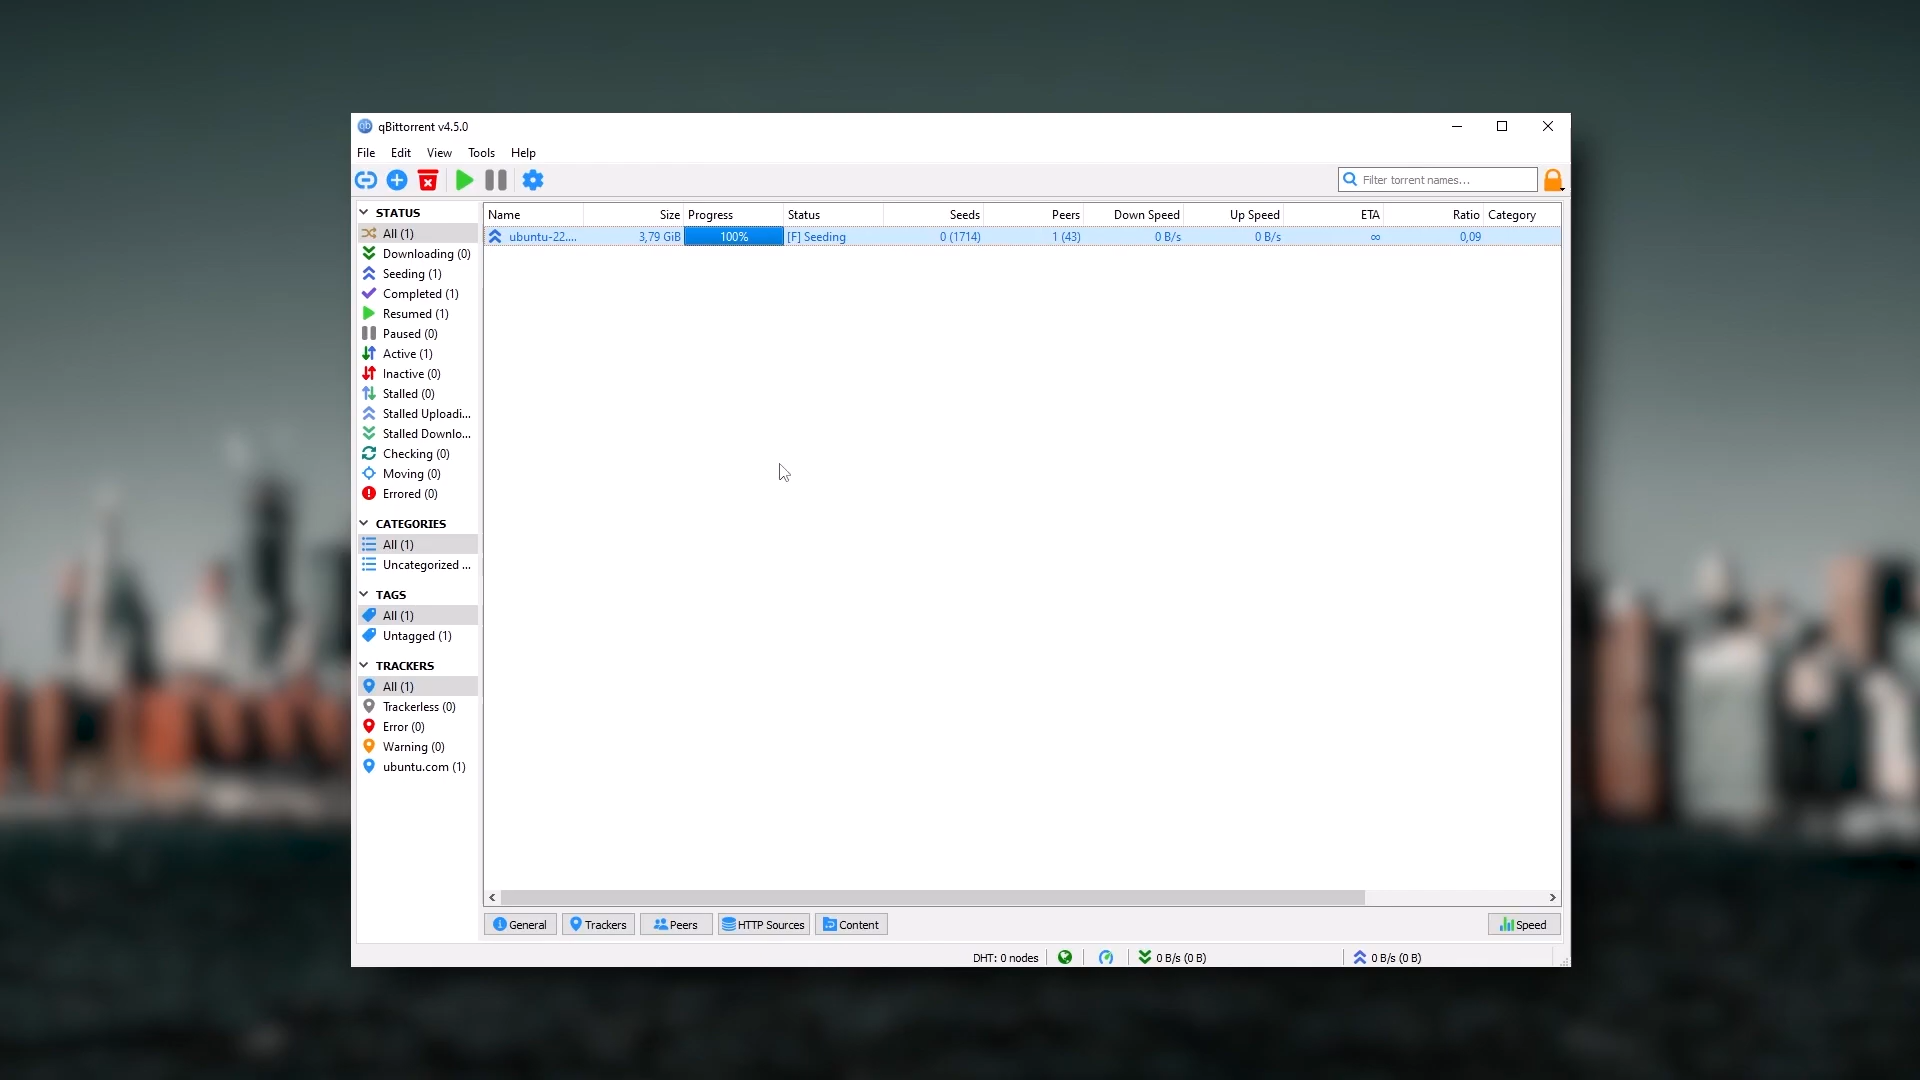 qBittorrent v4.5.0
File Edit View Tools Help
Filter torrent names...
STATUS
All (1)
Downloading (0)
Seeding (1)
Completed (1)
Resumed (1)
Paused (0)
Active (1)
Inactive (0)
Stalled (0)
Stalled Uploadi...
Stalled Downlo...
Checking (0)
Moving (0)
Errored (0)
CATEGORIES
All (1)
Uncategorized ...
TAGS
All (1)
Untagged (1)
TRACKERS
All (1)
Trackerless (0)
Error (0)
Warning (0)
ubuntu.com (1)
Name Size Progress Status Seeds Peers Down Speed Up Speed ETA Ratio Category
ubuntu-22.... 3,79 GiB 100% [F] Seeding 0 (1714) 1 (43) 0 B/s 0 B/s ∞ 0,09
General Trackers Peers HTTP Sources Content Speed
DHT: 0 nodes 0 B/s (0 B) 0 B/s (0 B)